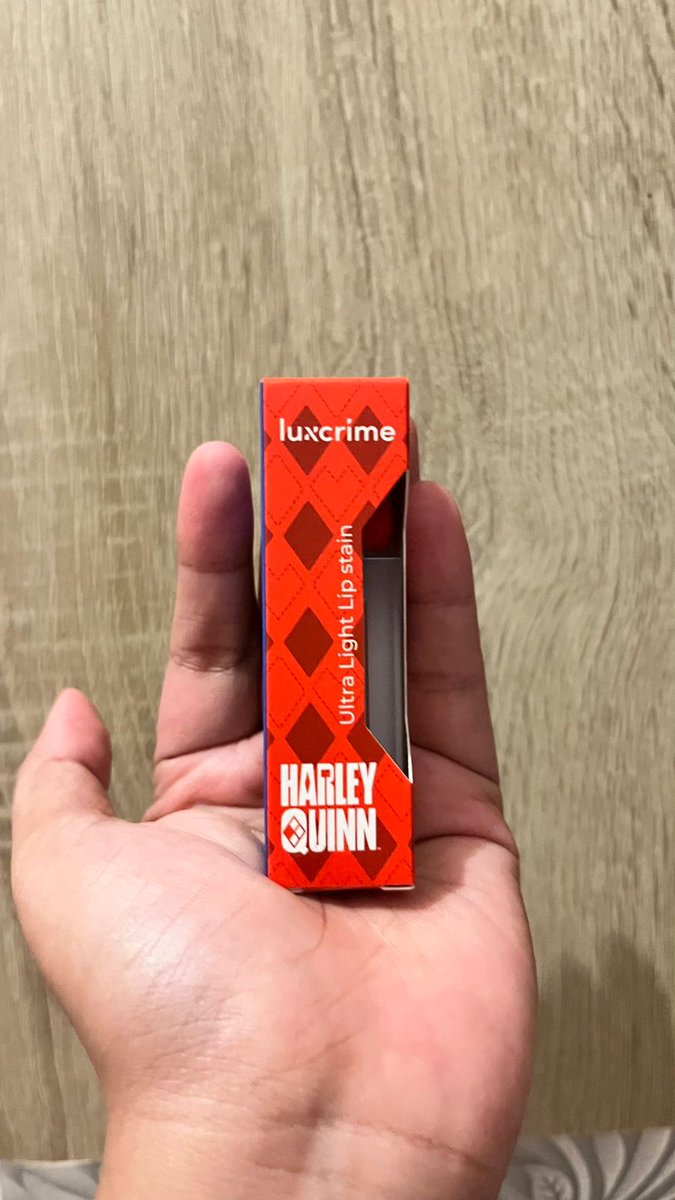 luxcrime
Ultra Light Lip stain
HARLEY
QUINN